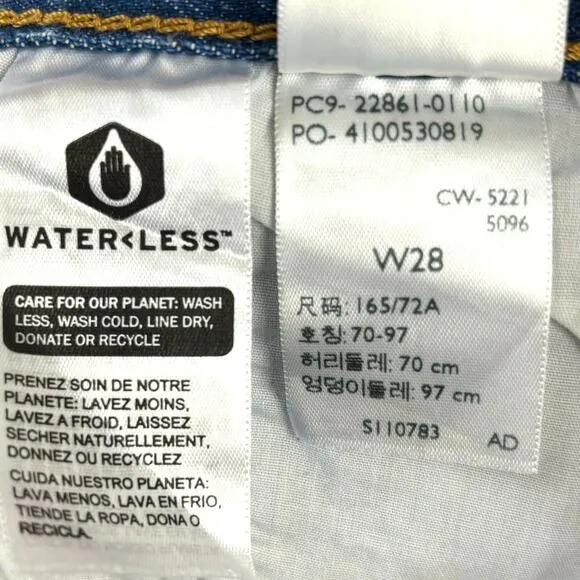 WATER<LESS™
CARE FOR OUR PLANET: WASH
LESS, WASH COLD, LINE DRY,
DONATE OR RECYCLE
PRENEZ SOIN DE NOTRE
PLANETE: LAVEZ MOINS,
LAVEZ A FROID, LAISSEZ
SECHER NATURELLEMENT,
DONNEZ OU RECYCLEZ
CUIDA NUESTRO PLANETA:
LAVA MENOS, LAVA EN FRIO,
TIENDE LA ROPA, DONA O
RECICLA.
PC9- 22861-0110
PO- 4100530819
CW- 5221
5096
W28
尺码: 165/72A
호칭: 70-97
허리둘레: 70 cm
엉덩이둘레: 97 cm
S110783 AD